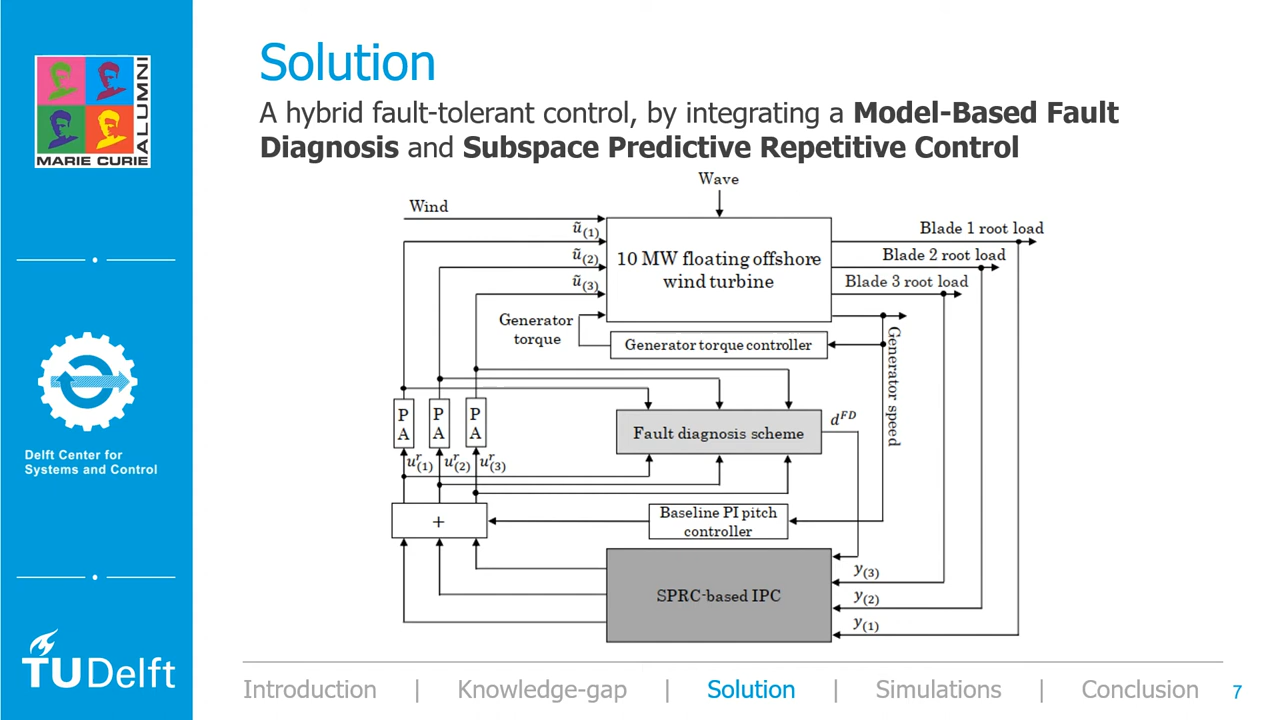 MARIE CURIE
ALUMNI
Delft Center for
Systems and Control
TUDelft
Solution
A hybrid fault-tolerant control, by integrating a Model-Based Fault
Diagnosis and Subspace Predictive Repetitive Control
Wave
Wind
ũ(1)
ũ(2)
ũ(3)
10 MW floating offshore
wind turbine
Blade 1 root load
Blade 2 root load
Blade 3 root load
Generator
torque
Generator torque controller
Generator speed
P
A
P
A
P
A
Fault diagnosis scheme
d^FD
u^r(1)
u^r(2)
u^r(3)
+
Baseline PI pitch
controller
SPRC-based IPC
y(3)
y(2)
y(1)
Introduction | Knowledge-gap | Solution | Simulations | Conclusion 7